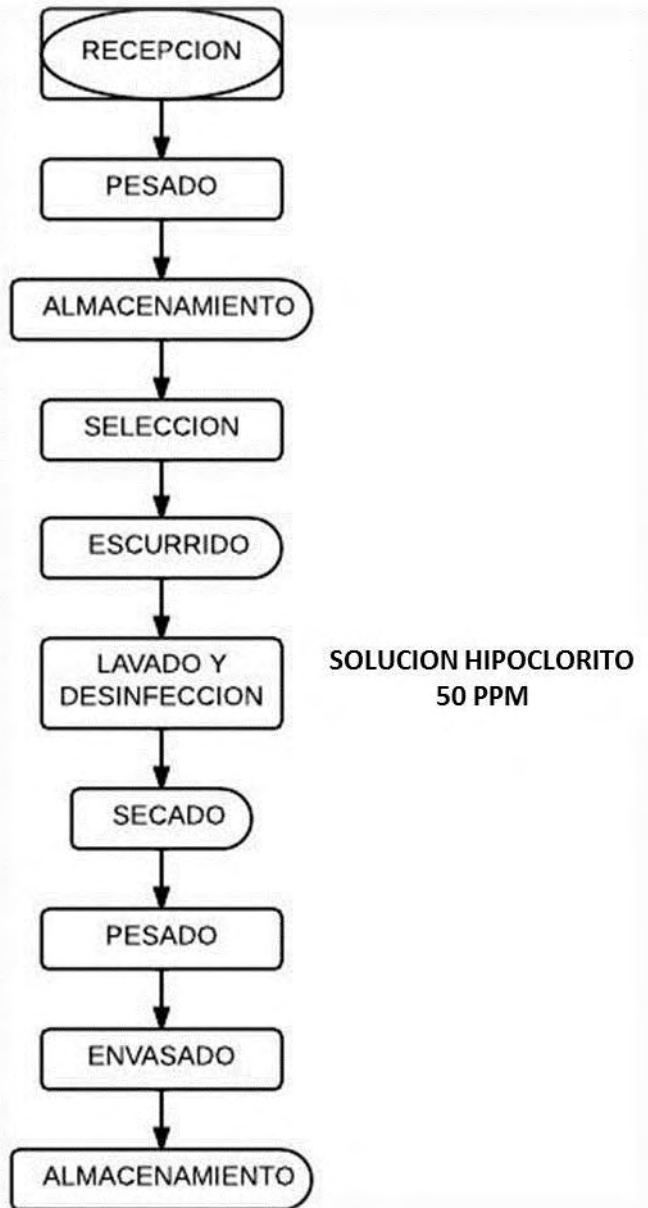 RECEPCION
PESADO
ALMACENAMIENTO
SELECCION
ESCURRIDO
LAVADO Y
DESINFECCION
SOLUCION HIPOCLORITO
50 PPM
SECADO
PESADO
ENVASADO
ALMACENAMIENTO